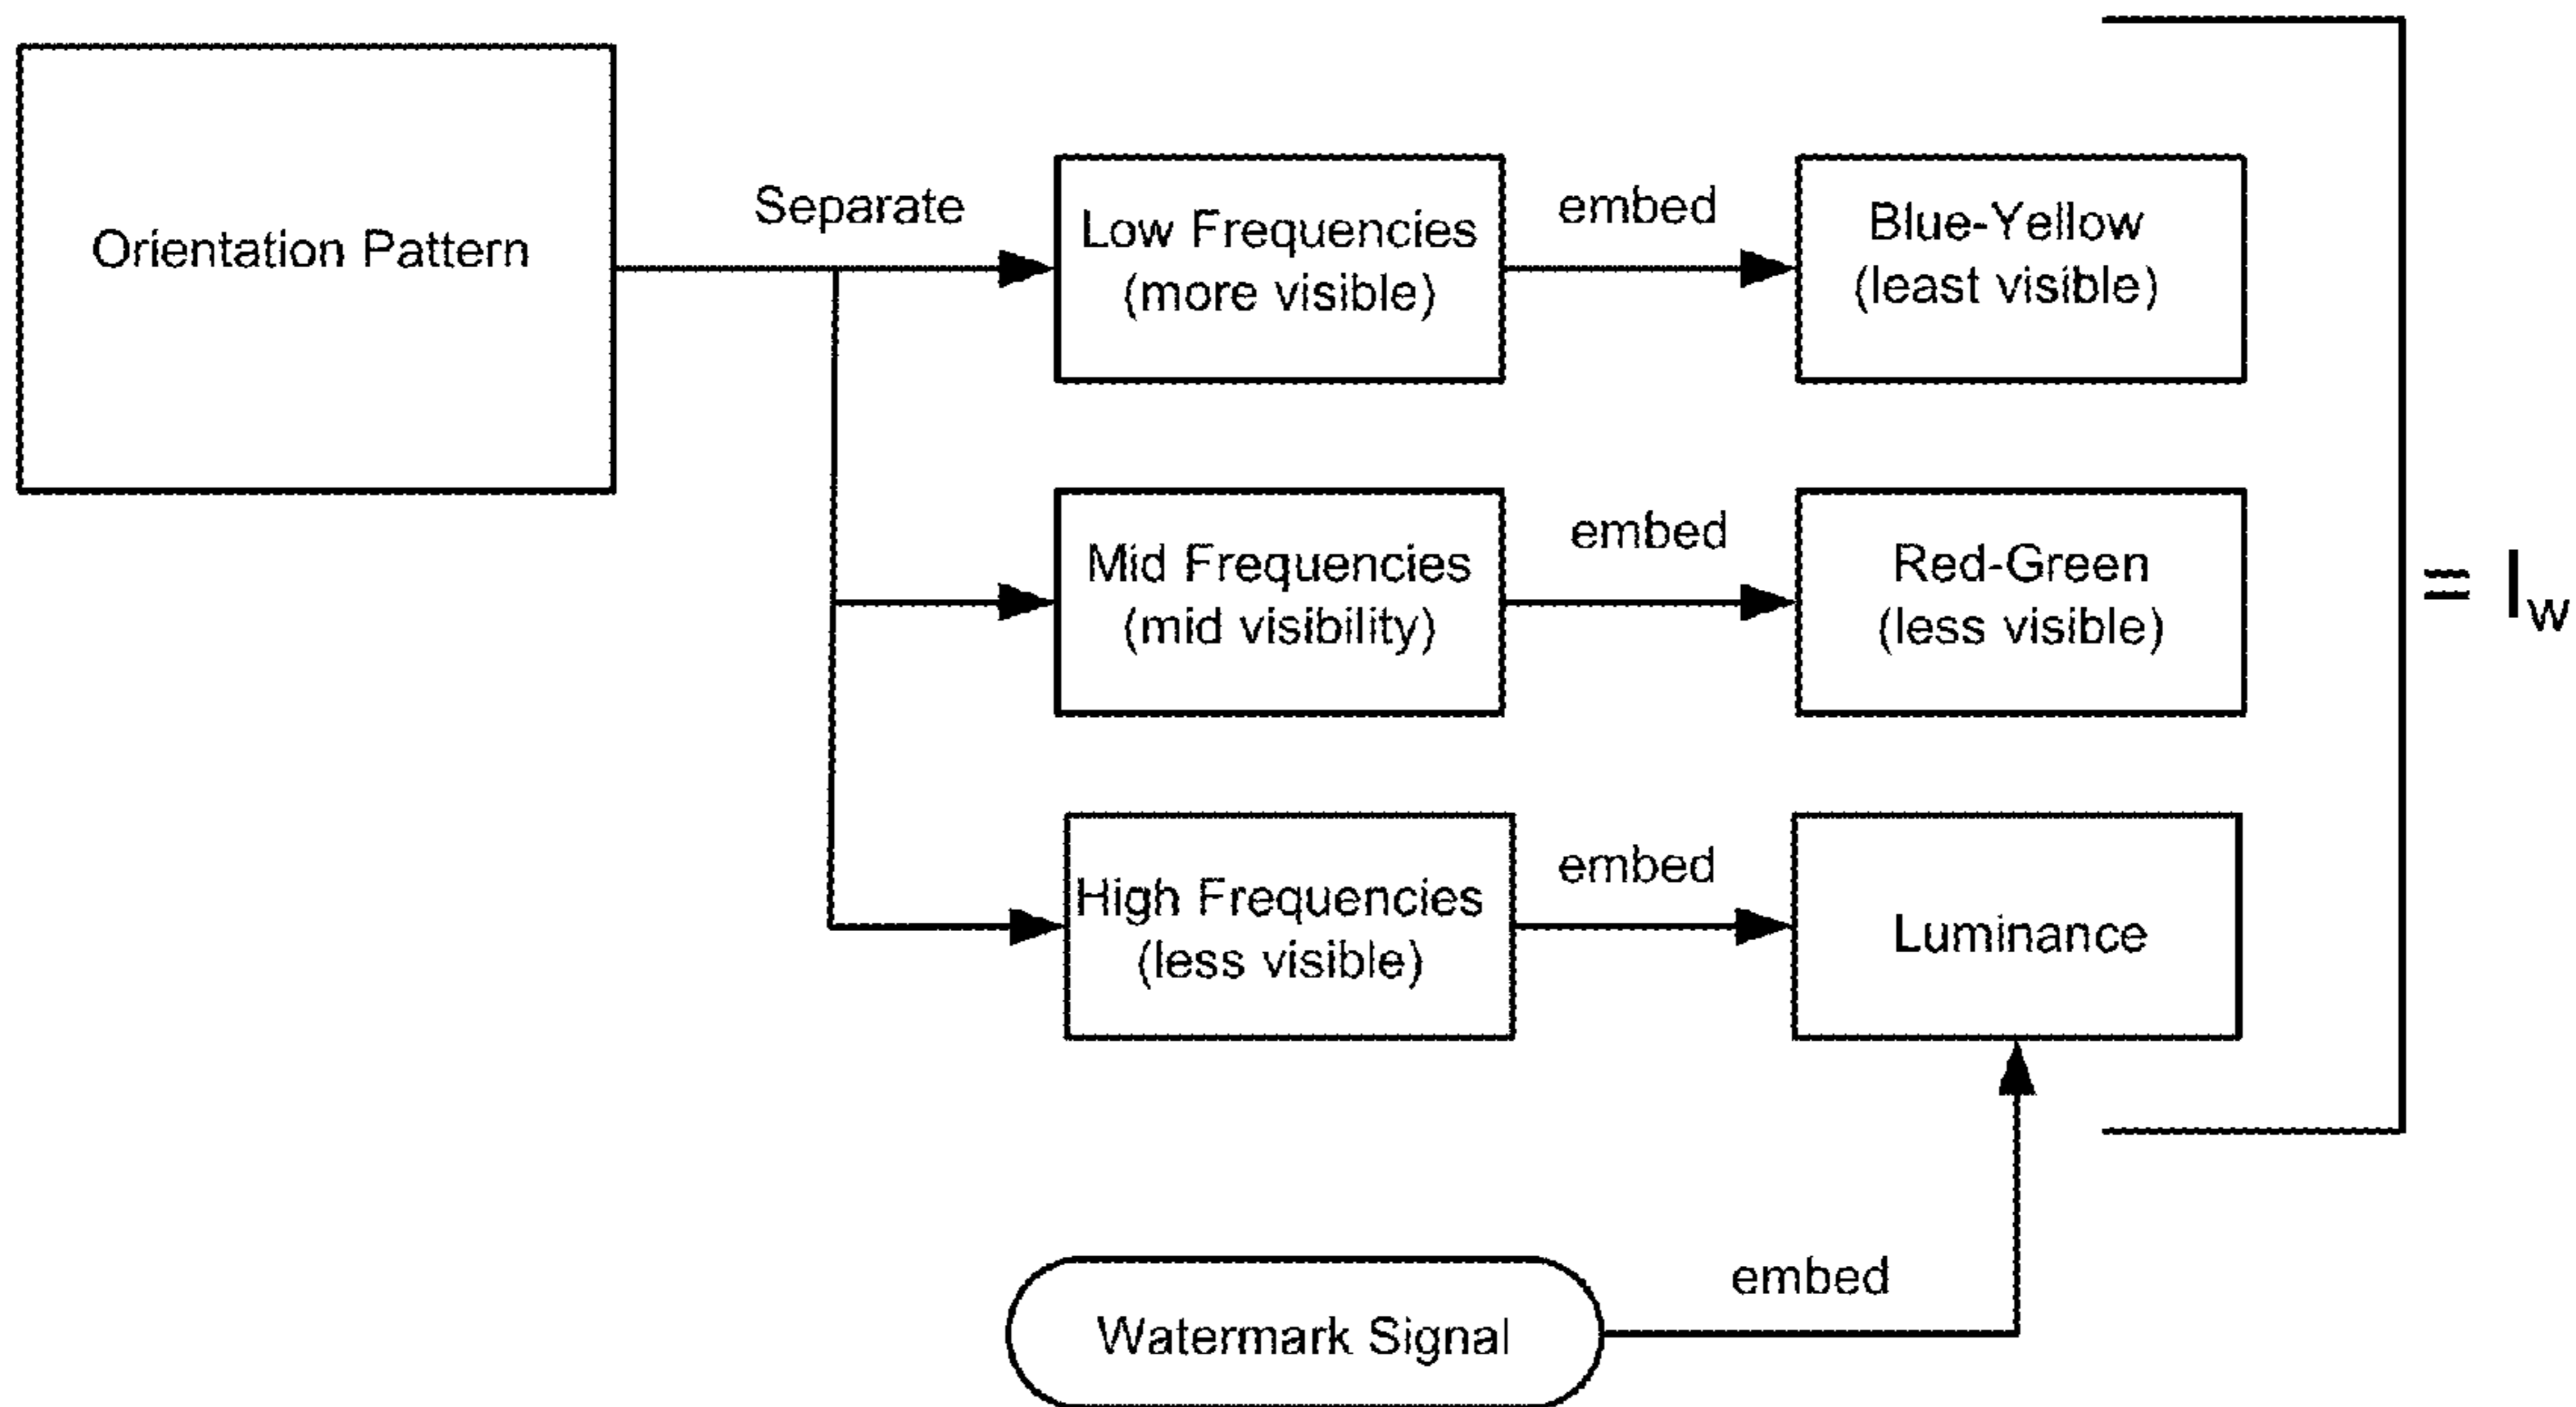 Orientation Pattern
Separate
Low Frequencies
(more visible)
embed
Blue-Yellow
(least visible)
Mid Frequencies
(mid visibility)
embed
Red-Green
(less visible)
= Iw
High Frequencies
(less visible)
embed
Luminance
Watermark Signal
embed